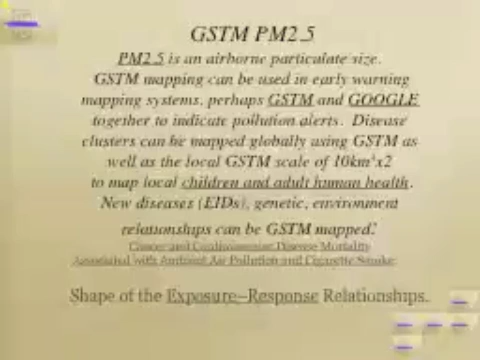 GSTM PM2.5
PM2.5 is an airborne particulate size.
GSTM mapping can be used in early warning
mapping systems, perhaps GSTM and GOOGLE
together to indicate pollution alerts. Disease
clusters can be mapped globally using GSTM as
well as the local GSTM scale of 10km'x2
to map local children and adult human health.
New diseases (EIDs), genetic, environment
relationships can be GSTM mapped.
Cancer and Cardiovascular Disease Mortality
Associated with Ambient Air Pollution and Cigarette Smoke
Shape of the Exposure–Response Relationships.